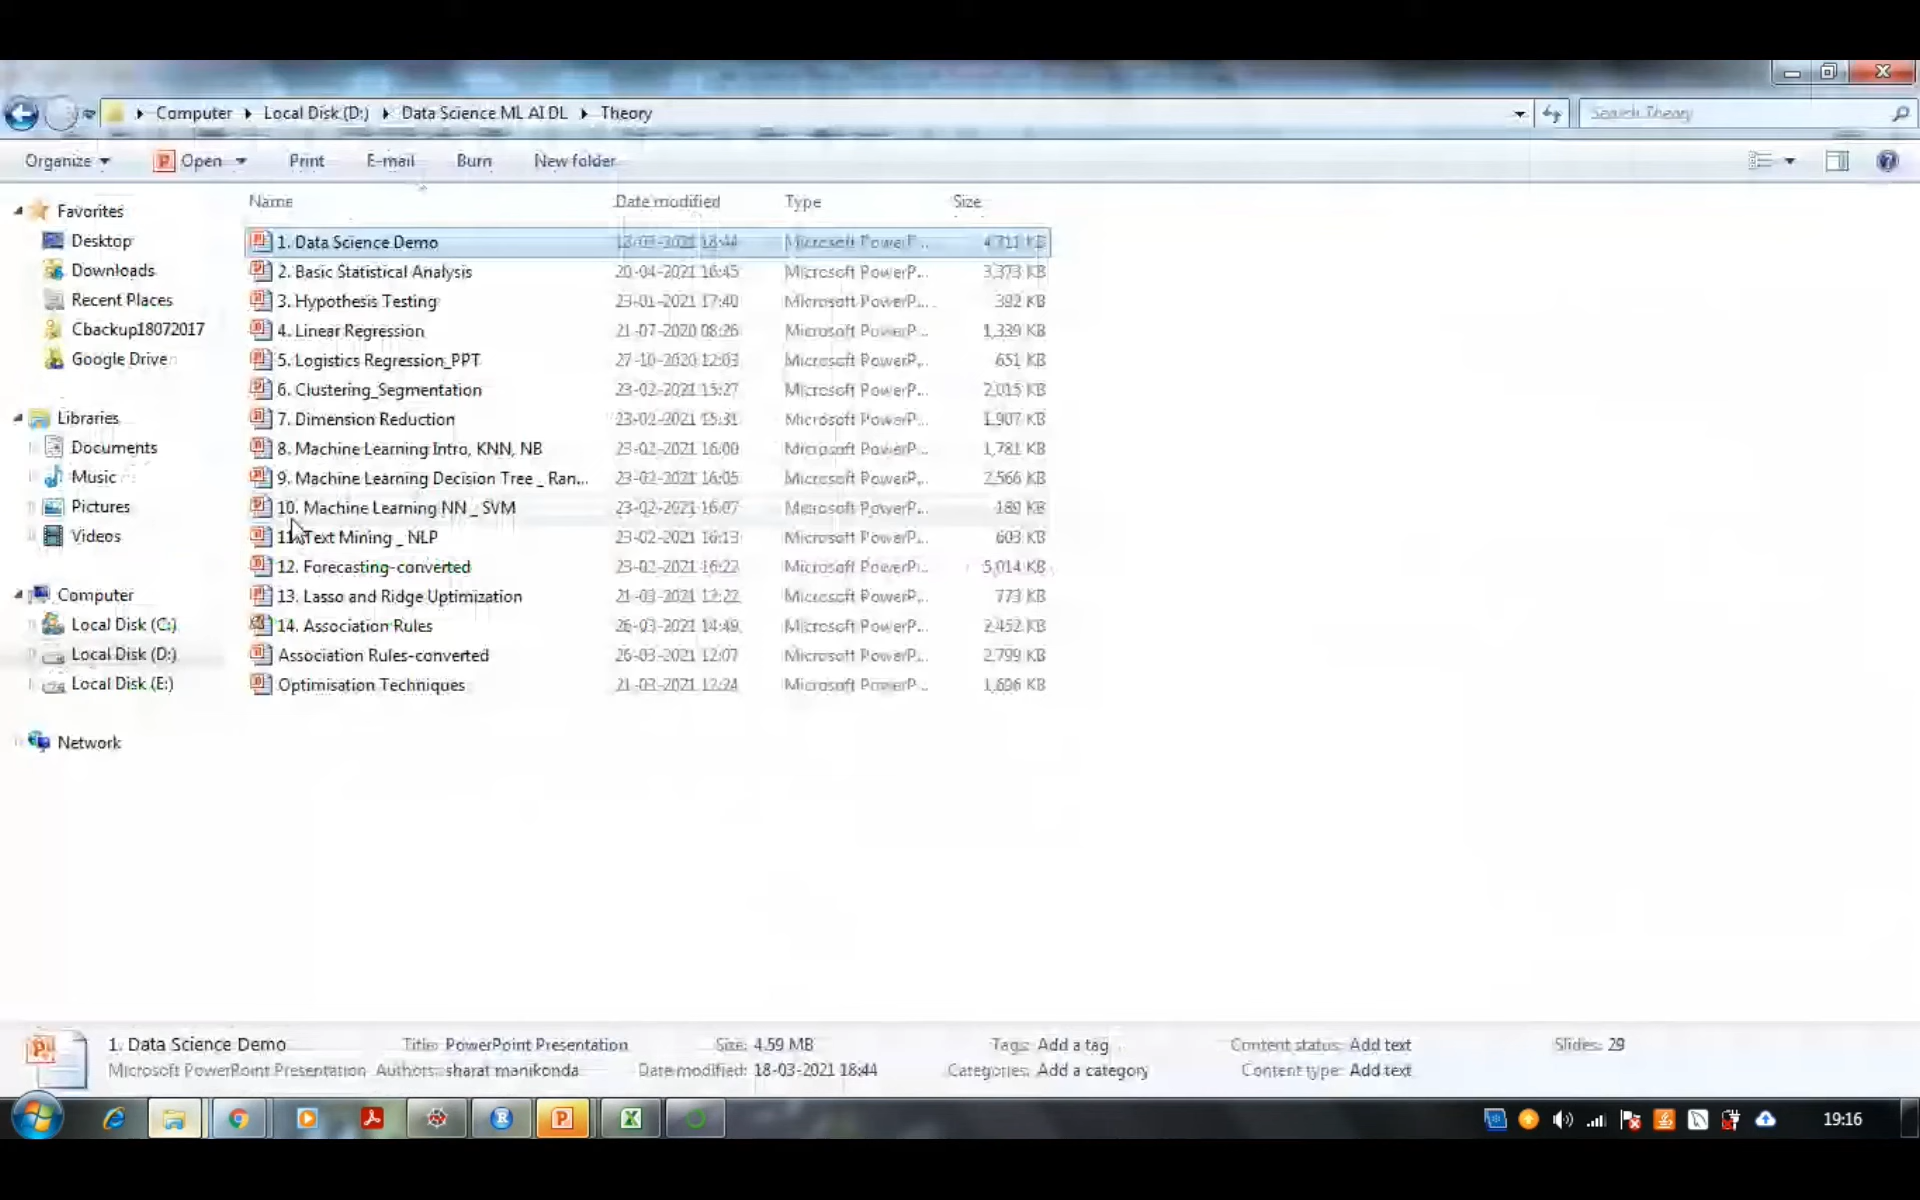 Computer Local Disk (D:) Data Science ML AI DL Theory Search Theory
Organize Open Print E-mail Burn New folder
Name Date modified Type Size
Favorites
Desktop
Downloads
Recent Places
Cbackup18072017
Google Drive
Libraries
Documents
Music
Pictures
Videos
Computer
Local Disk (C:)
Local Disk (D:)
Local Disk (E:)
Network
1. Data Science Demo 18-03-2021 18:44 Microsoft PowerP... 4,711 KB
2. Basic Statistical Analysis 20-04-2021 16:45 Microsoft PowerP... 3,373 KB
3. Hypothesis Testing 23-01-2021 17:40 Microsoft PowerP... 392 KB
4. Linear Regression 21-07-2020 08:26 Microsoft PowerP... 1,339 KB
5. Logistics Regression_PPT 27-10-2020 12:03 Microsoft PowerP... 651 KB
6. Clustering_Segmentation 23-02-2021 15:27 Microsoft PowerP... 2,015 KB
7. Dimension Reduction 23-02-2021 15:31 Microsoft PowerP... 1,907 KB
8. Machine Learning Intro, KNN, NB 23-02-2021 16:00 Microsoft PowerP... 1,781 KB
9. Machine Learning Decision Tree _ Ran... 23-02-2021 16:05 Microsoft PowerP... 2,566 KB
10. Machine Learning NN _ SVM 23-02-2021 16:07 Microsoft PowerP... KB
11. Text Mining _ NLP 23-02-2021 16:13 Microsoft PowerP... 603 KB
12. Forecasting-converted 23-02-2021 16:22 Microsoft PowerP... 5,014 KB
13. Lasso and Ridge Optimization 21-03-2021 12:22 Microsoft PowerP... 773 KB
14. Association Rules 26-03-2021 14:49 Microsoft PowerP... 2,452 KB
Association Rules-converted 26-03-2021 12:07 Microsoft PowerP... 2,799 KB
Optimisation Techniques 21-03-2021 12:24 Microsoft PowerP... 1,696 KB
1. Data Science Demo Title: PowerPoint Presentation Size: 4.59 MB Tags: Add a tag Content status: Add text Slides: 29
Microsoft PowerPoint Presentation Authors: sharat manikonda Date modified: 18-03-2021 18:44 Categories: Add a category Content type: Add text
19:16